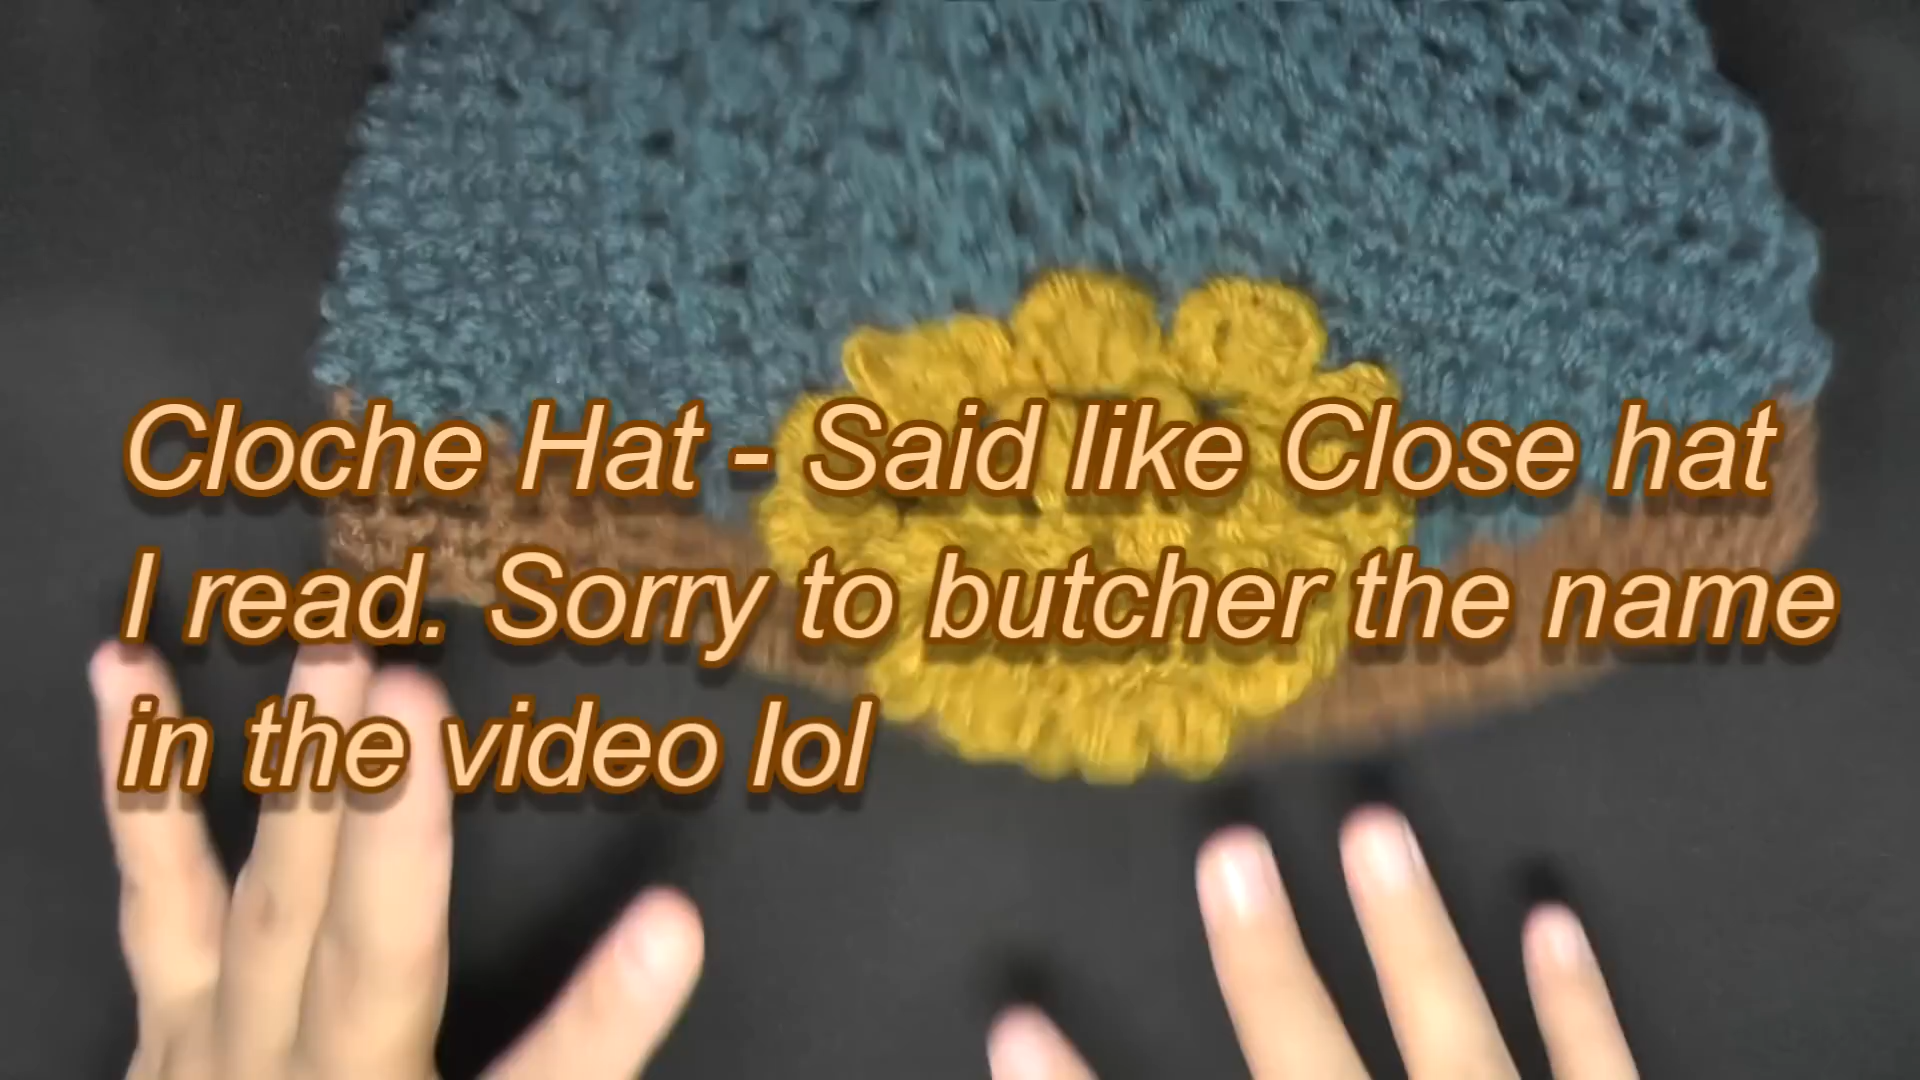 Cloche Hat - Said like Close hat
I read. Sorry to butcher the name
in the video lol